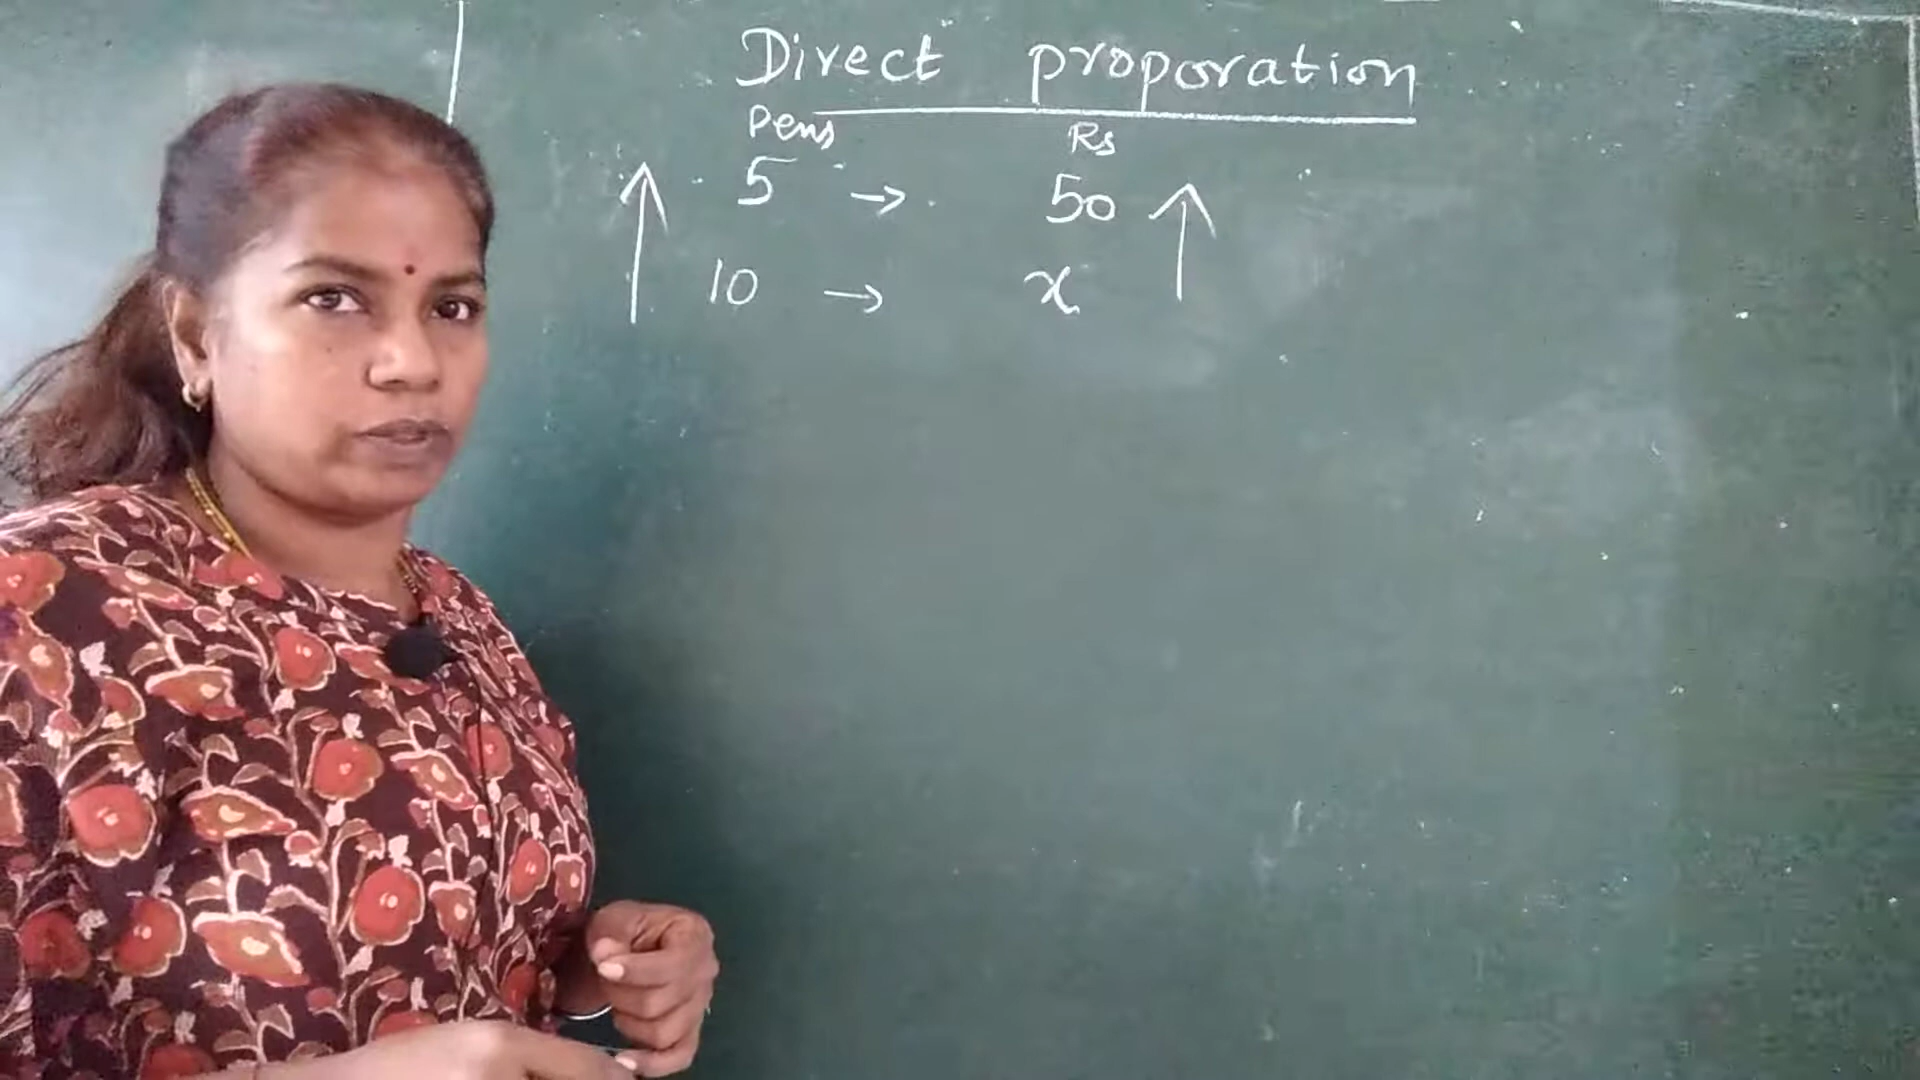 Direct proporation
Pens Rs
5 → 50
10 → x